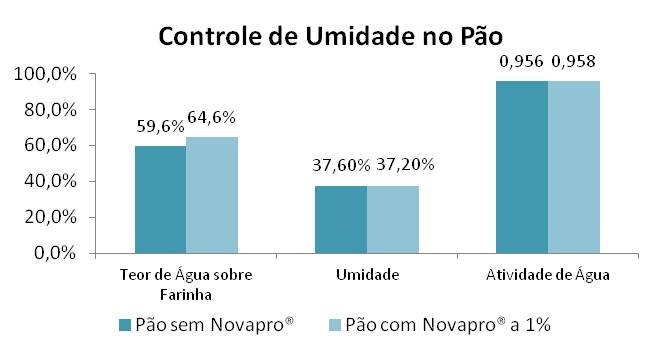 Controle de Umidade no Pão
0,956 0,958
100,0%
80,0%
59,6% 64,6%
60,0%
37,60% 37,20%
40,0%
20,0%
0,0%
Teor de Água sobre
Farinha
Umidade
Atividade de Água
Pão sem Novapro®
Pão com Novapro® a 1%